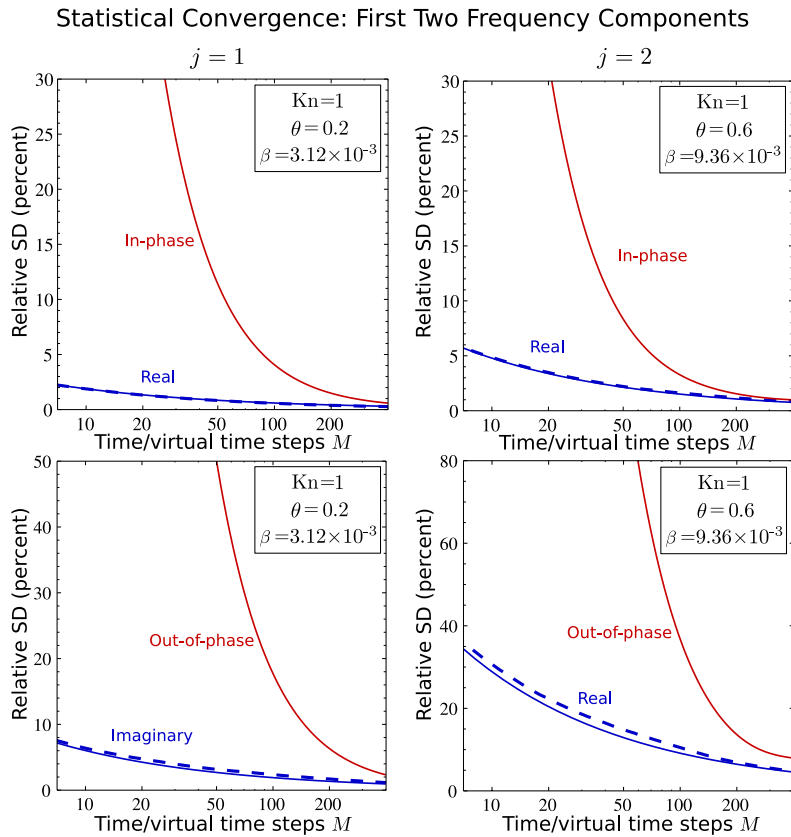 Statistical Convergence: First Two Frequency Components
j = 1
30
25
20
15
10
5
0
Relative SD (percent)
Kn=1
θ = 0.2
β = 3.12×10⁻³
In-phase
Real
10 20 50 100 200
Time/virtual time steps M
j = 2
30
25
20
15
10
5
0
Relative SD (percent)
Kn=1
θ = 0.6
β = 9.36×10⁻³
In-phase
Real
10 20 50 100 200
Time/virtual time steps M
50
40
30
20
10
0
Relative SD (percent)
Kn=1
θ = 0.2
β = 3.12×10⁻³
Out-of-phase
Imaginary
10 20 50 100 200
Time/virtual time steps M
80
60
40
20
0
Relative SD (percent)
Kn=1
θ = 0.6
β = 9.36×10⁻³
Out-of-phase
Real
10 20 50 100 200
Time/virtual time steps M